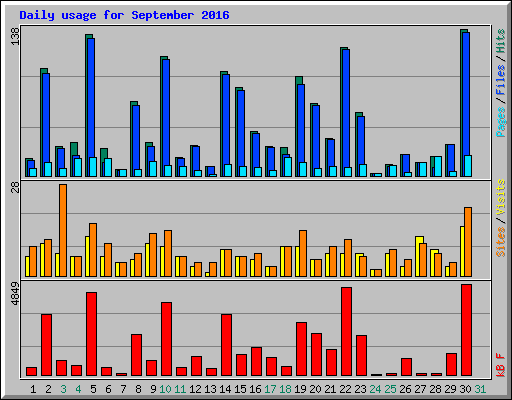 Daily usage for September 2016
138
Pages / Files / Hits
28
Sites / Visits
4849
kB F
1 2 3 4 5 6 7 8 9 10 11 12 13 14 15 16 17 18 19 20 21 22 23 24 25 26 27 28 29 30 31